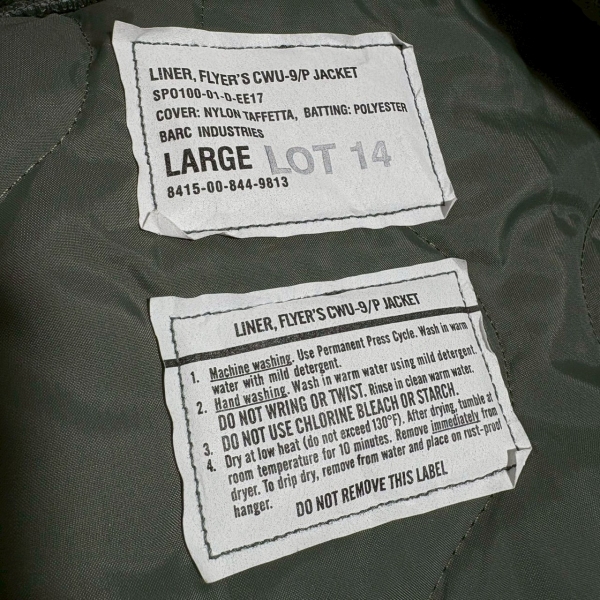 LINER, FLYER'S CWU-9/P JACKET
SPO100-01-D-EE17
COVER: NYLON TAFFETTA, BATTING: POLYESTER
BARC INDUSTRIES
LARGE LOT 14
8415-00-844-9813
LINER, FLYER'S CWU-9/P JACKET
1. Machine washing. Use Permanent Press Cycle. Wash in warm
water with mild detergent.
2. Hand washing. Wash in warm water using mild detergent.
DO NOT WRING OR TWIST. Rinse in clean warm water.
3. DO NOT USE CHLORINE BLEACH OR STARCH.
4. Dry at low heat (do not exceed 130°F). After drying, tumble at
room temperature for 10 minutes. Remove immediately from
dryer. To drip dry, remove from water and place on rust-proof
hanger.
DO NOT REMOVE THIS LABEL